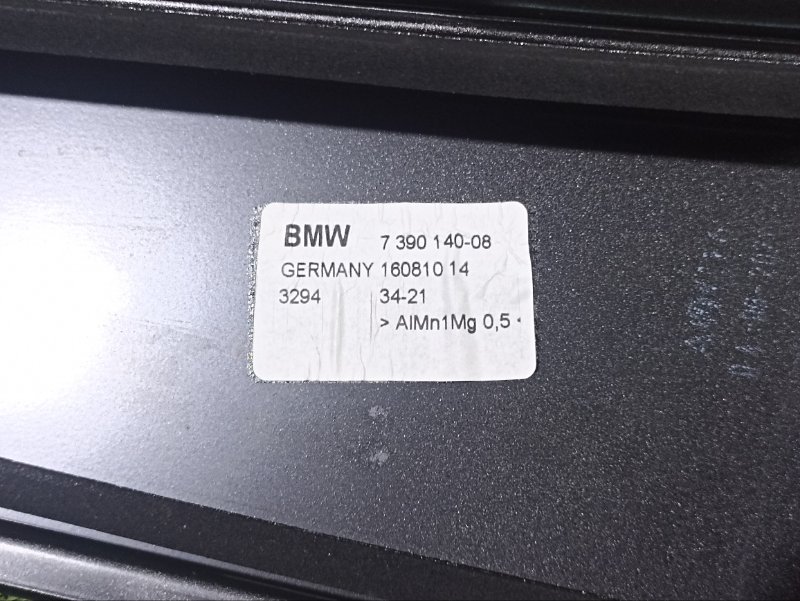 BMW 7 390 140-08
GERMANY 160810 14
3294 34-21
> AlMn1Mg 0,5 <